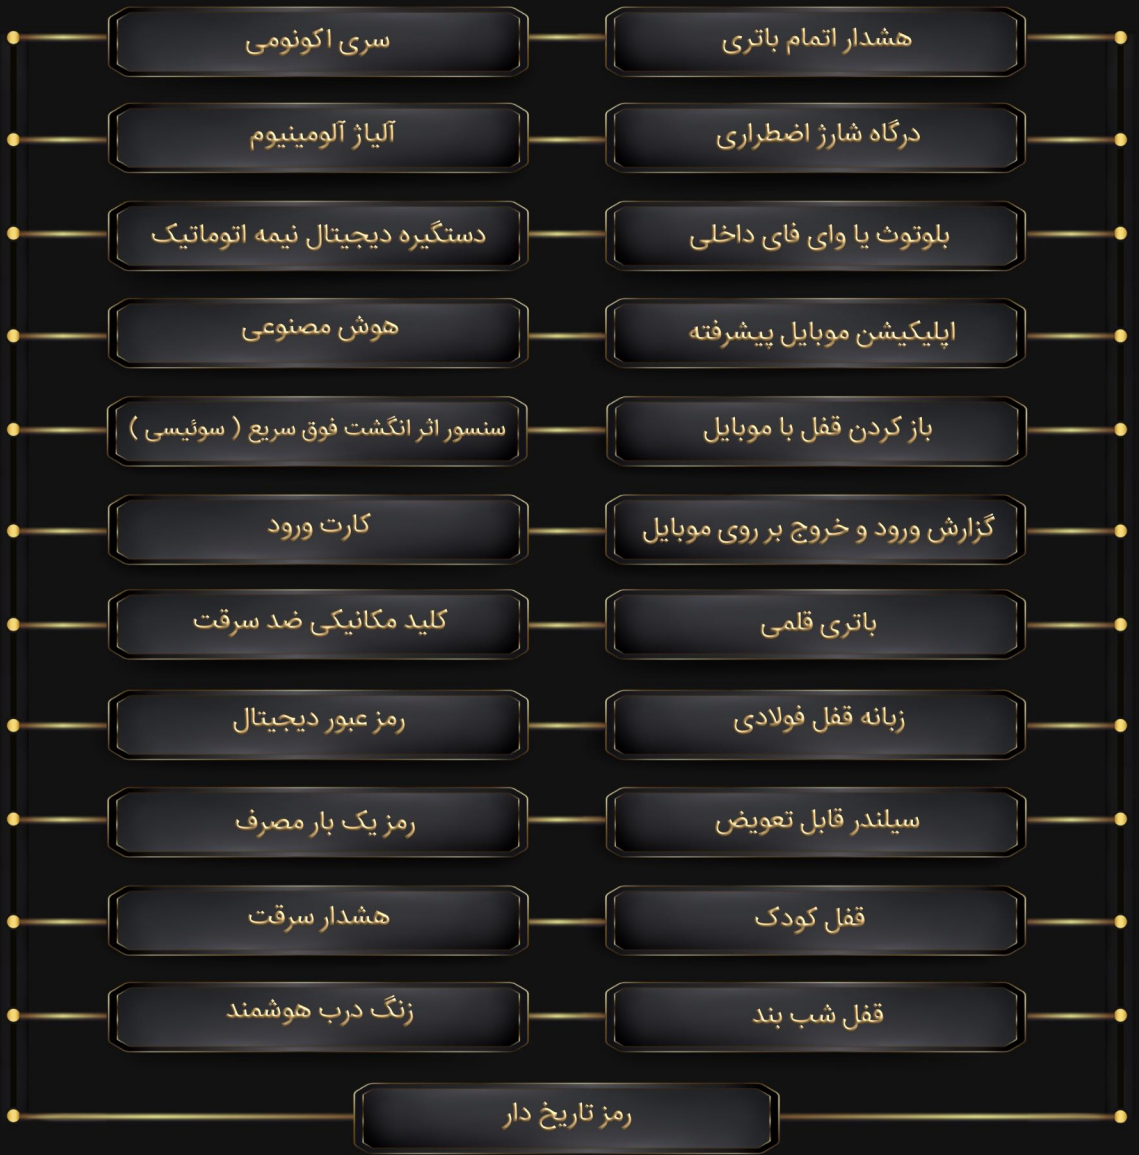 هشدار اتمام باتری
سری اکونومی
درگاه شارژ اضطراری
آلیاژ آلومینیوم
بلوتوث یا وای فای داخلی
دستگیره دیجیتال نیمه اتوماتیک
اپلیکیشن موبایل پیشرفته
هوش مصنوعی
باز کردن قفل با موبایل
سنسور اثر انگشت فوق سریع ( سوئیسی )
گزارش ورود و خروج بر روی موبایل
کارت ورود
باتری قلمی
کلید مکانیکی ضد سرقت
زبانه قفل فولادی
رمز عبور دیجیتال
سیلندر قابل تعویض
رمز یک بار مصرف
قفل کودک
هشدار سرقت
قفل شب بند
زنگ درب هوشمند
رمز تاریخ دار